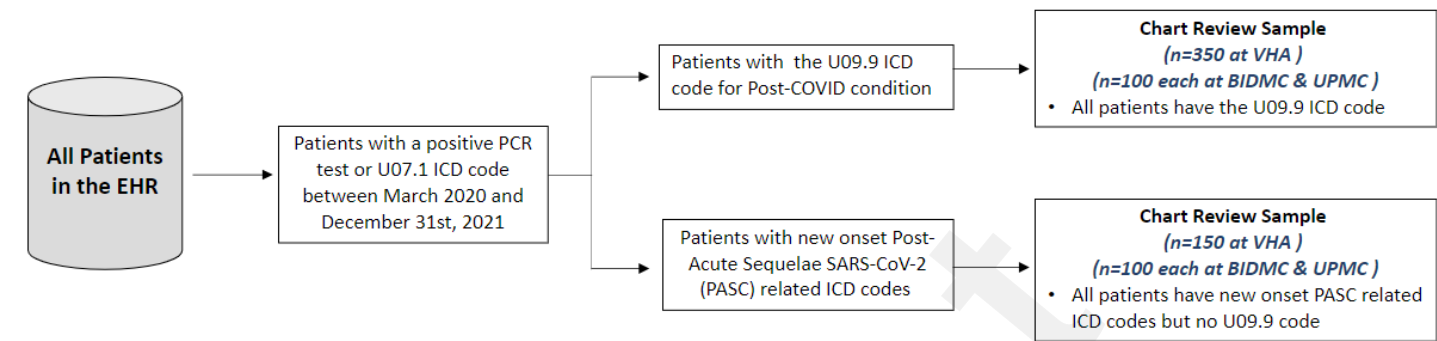 All Patients
in the EHR
Patients with a positive PCR
test or U07.1 ICD code
between March 2020 and
December 31st, 2021
Patients with  the U09.9 ICD
code for Post-COVID condition
Chart Review Sample
(n=350 at VHA )
(n=100 each at BIDMC & UPMC )
• All patients have the U09.9 ICD code
Patients with new onset Post-
Acute Sequelae SARS-CoV-2
(PASC) related ICD codes
Chart Review Sample
(n=150 at VHA )
(n=100 each at BIDMC & UPMC )
• All patients have new onset PASC related
ICD codes but no U09.9 code